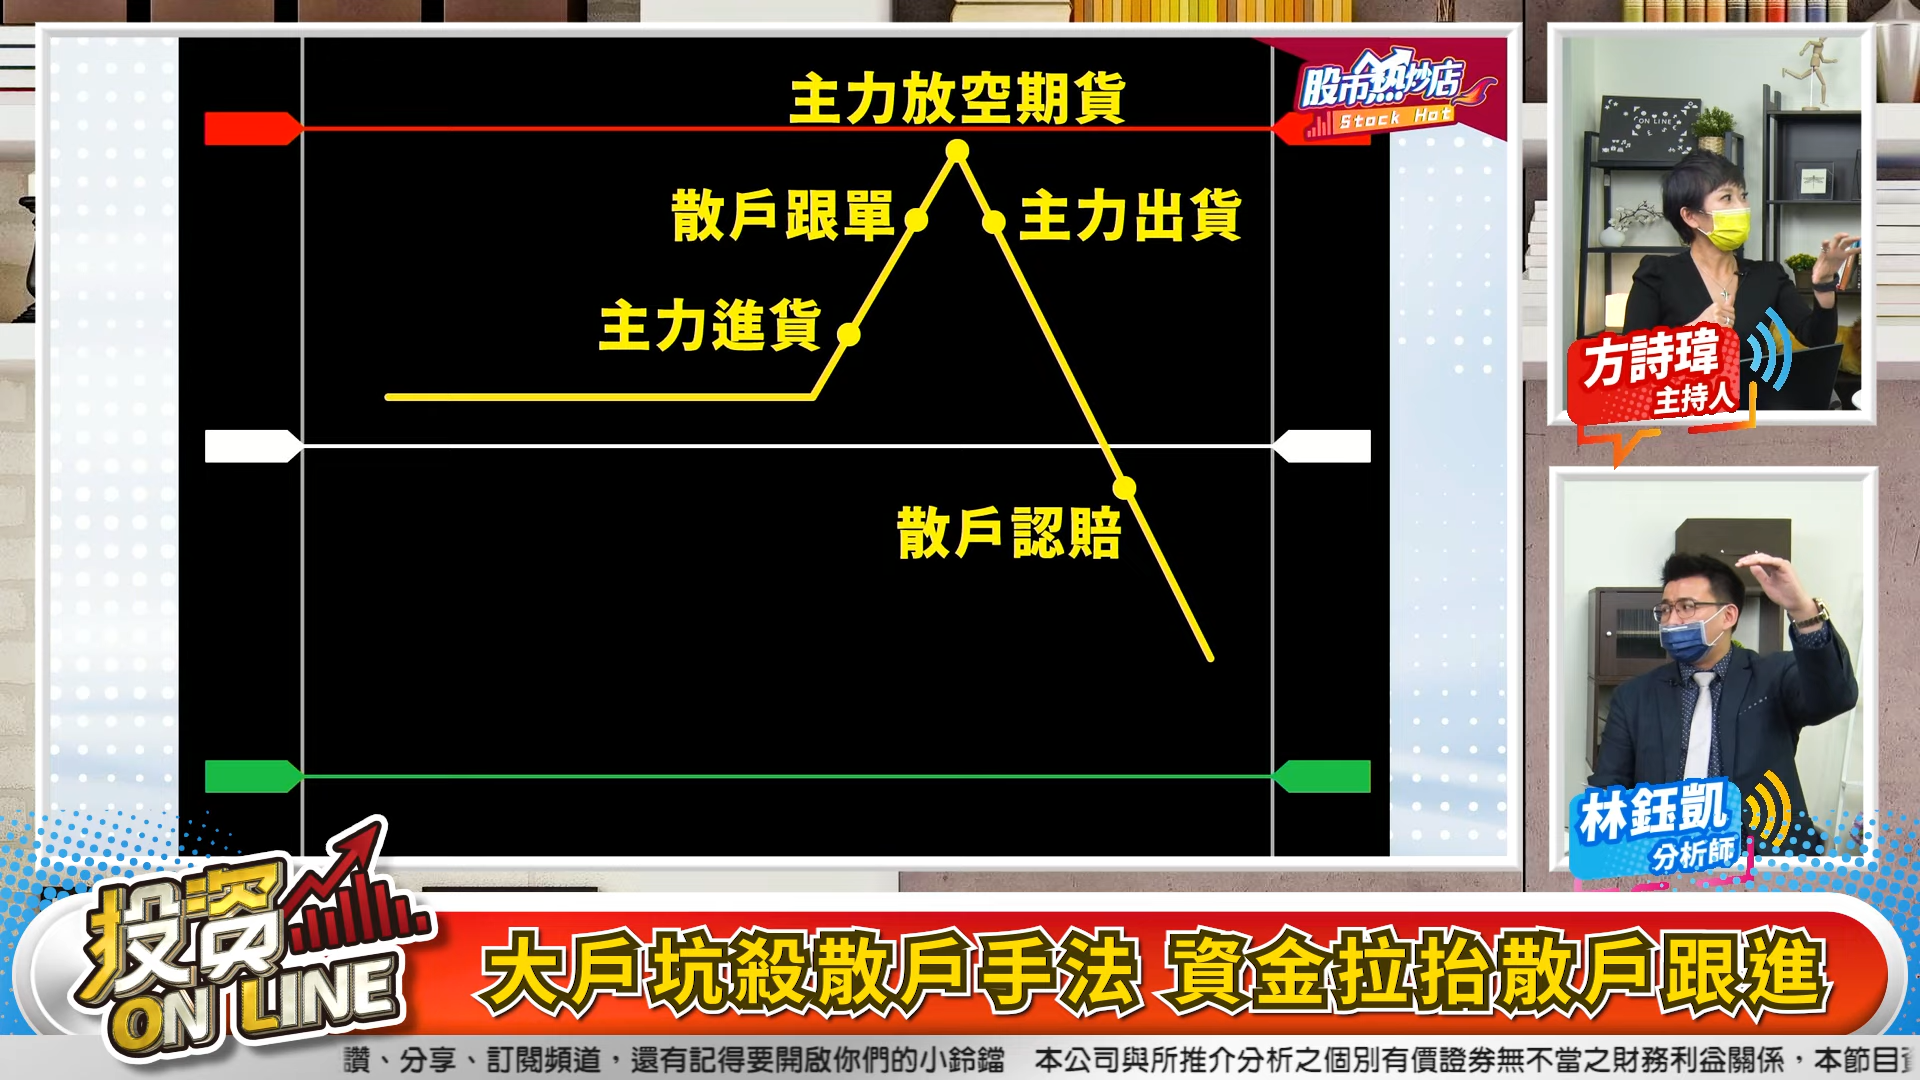 主力放空期貨
股市熱炒店
Stock Hot
散戶跟單
主力出貨
主力進貨
散戶認賠
ON LINE
方詩瑋
主持人
林鈺凱
分析師
投資
ON LINE
大戶坑殺散戶手法 資金拉抬散戶跟進
讚、分享、訂閱頻道，還有記得要開啟你們的小鈴鐺 本公司與所推介分析之個別有價證券無不當之財務利益關係，本節目